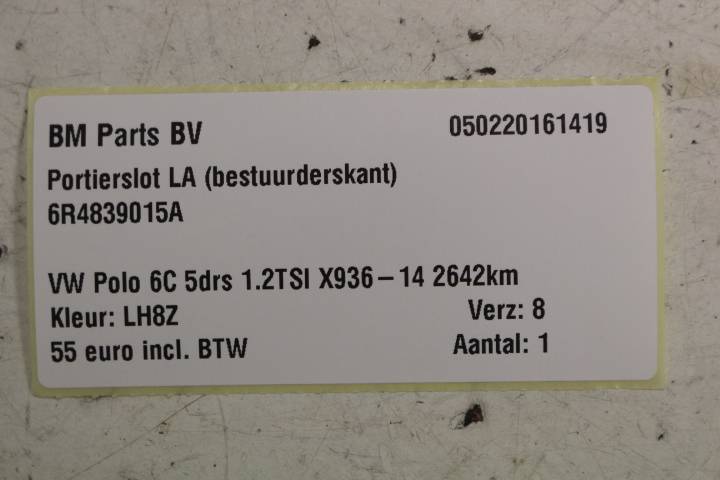 BM Parts BV 050220161419
Portierslot LA (bestuurderskant)
6R4839015A
VW Polo 6C 5drs 1.2TSI X936-14 2642km
Kleur: LH8Z Verz: 8
55 euro incl. BTW Aantal: 1